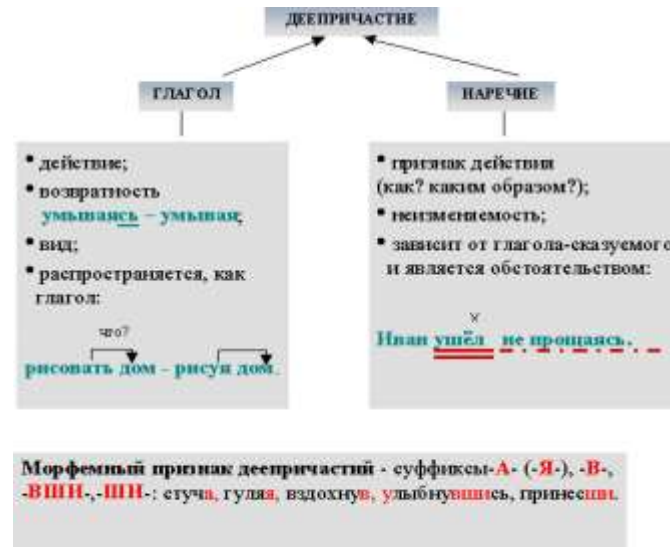 ДЕЕПРИЧАСТИЕ
ГЛАГОЛ
• действие;
• возвратность
умываясь – умывая;
• вид;
• распространяется, как
глагол:
что?
рисовать дом – рисуя дом.
НАРЕЧИЕ
• признак действия
(как? каким образом?);
• неизменяемость;
• зависит от глагола-сказуемого
и является обстоятельством:
х
Иван ушёл не прощаясь.
Морфемный признак деепричастий - суффиксы-А- (-Я-), -В-,
-ВШИ-,-ШИ-: стуча, гуляя, вздохнув, улыбнувшись, принесши.